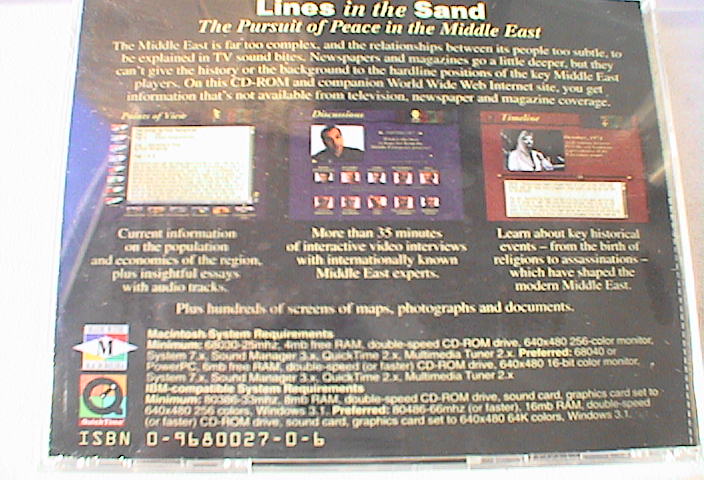 Lines in the Sand
The Pursuit of Peace in the Middle East
The Middle East is far too complex, and the relationships between its people too subtle, to
be explained in TV sound bites. Newspapers and magazines go a little deeper, but they
can't give the history or the background to the hardline positions of the key Middle East
players. On this CD-ROM and companion World Wide Web Internet site, you get
information that's not available from television, newspaper and magazine coverage.
Points of View
Discussions
Timeline
Current information
on the population
and economics of the region,
plus insightful essays
with audio tracks.
More than 35 minutes
of interactive video interviews
with internationally known
Middle East experts.
Learn about key historical
events – from the birth of
religions to assassinations –
which have shaped the
modern Middle East.
Plus hundreds of screens of maps, photographs and documents.
M
Macintosh System Requirements
Minimum: 68030-25mhz, 4mb free RAM, double-speed CD-ROM drive, 640x480 256-color monitor,
System 7.x, Sound Manager 3.x, QuickTime 2.x, Multimedia Tuner 2.x. Preferred: 68040 or
PowerPC, 6mb free RAM, double-speed (or faster) CD-ROM drive, 640x480 16-bit color monitor,
System 7.x, Sound Manager 3.x, QuickTime 2.x, Multimedia Tuner 2.x
IBM-Compatible System Requirements
Minimum: 80386-33mhz, 8mb RAM, double-speed CD-ROM drive, sound card, graphics card set to
640x480 256 colors, Windows 3.1. Preferred: 80486-66mhz (or faster), 16mb RAM, double-speed
(or faster) CD-ROM drive, sound card, graphics card set to 640x480 64K colors, Windows 3.1.
QuickTime
ISBN 0-9680027-0-6